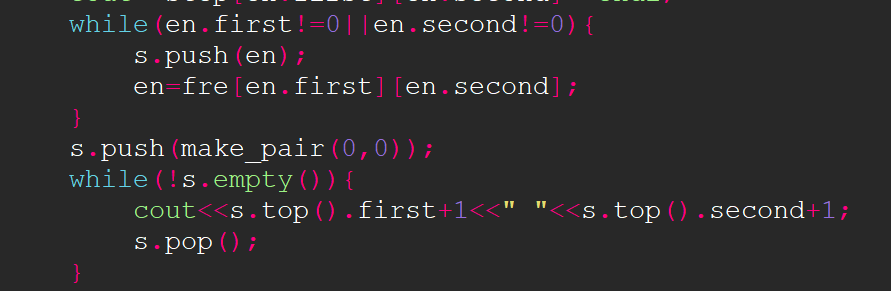 while(en.first!=0||en.second!=0){
s.push(en);
en=fre[en.first][en.second];
}
s.push(make_pair(0,0));
while(!s.empty()){
cout<<s.top().first+1<<" "<<s.top().second+1;
s.pop();
}